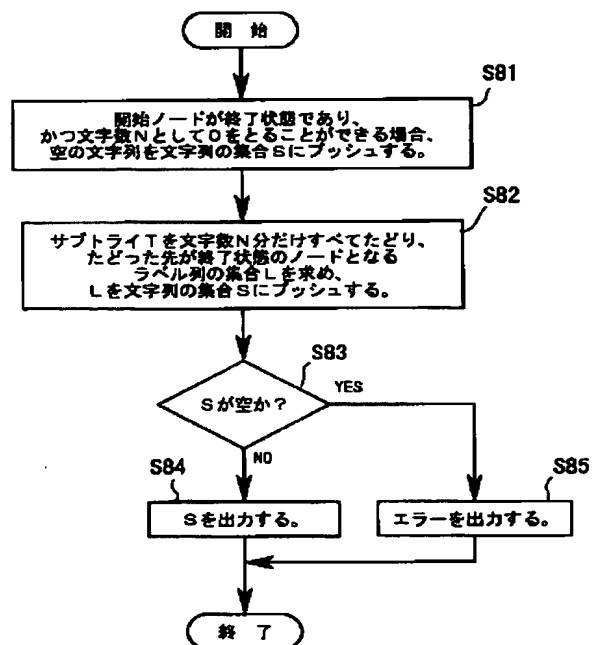 開 始
S81
開始ノードが終了状態であり、
かつ文字数Nとして0をとることができる場合、
空の文字列を文字列の集合Sにプッシュする。
S82
サブトライTを文字数N分だけすべてたどり、
たどった先が終了状態のノードとなる
ラベル列の集合Lを求め、
Lを文字列の集合Sにプッシュする。
S83
Sが空か?
YES
NO
S84
Sを出力する。
S85
エラーを出力する。
終 了